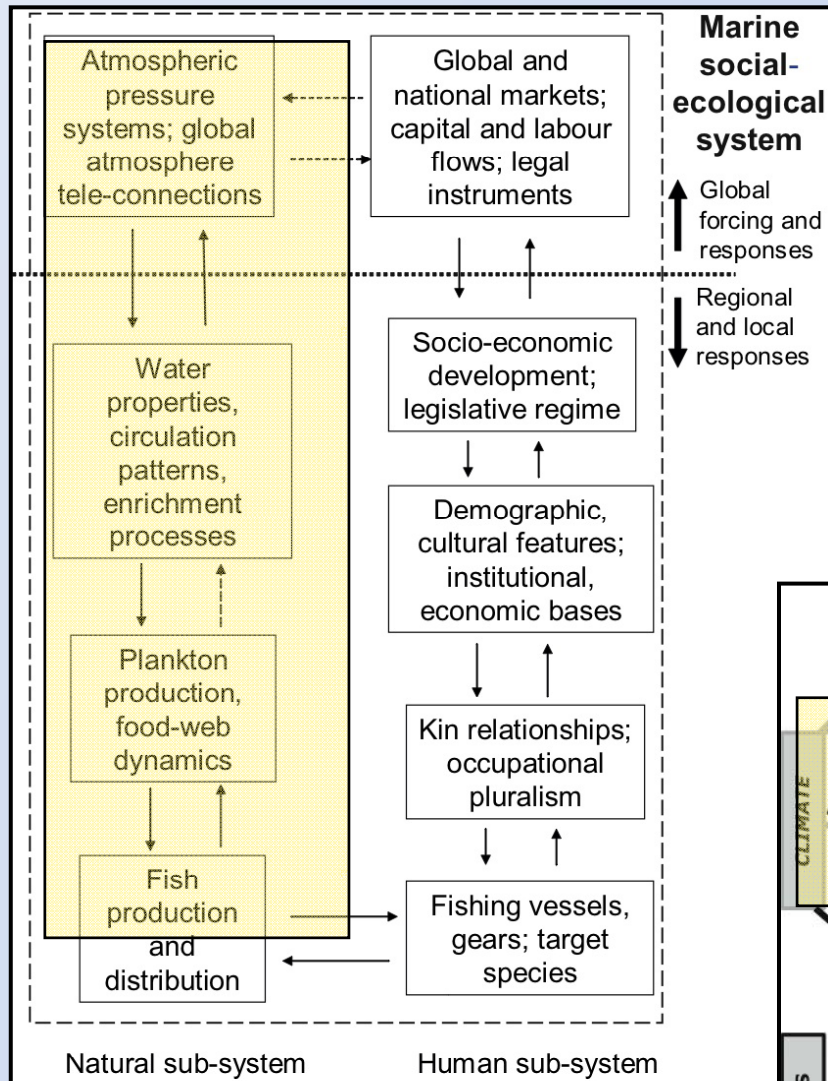 Atmospheric
pressure
systems; global
atmosphere
tele-connections
Global and
national markets;
capital and labour
flows; legal
instruments
Marine
social-
ecological
system
Global
forcing and
responses
Regional
and local
responses
Water
properties,
circulation
patterns,
enrichment
processes
Socio-economic
development;
legislative regime
Demographic,
cultural features;
institutional,
economic bases
Plankton
production,
food-web
dynamics
Kin relationships;
occupational
pluralism
Fish
production
and
distribution
Fishing vessels,
gears; target
species
Natural sub-system
Human sub-system
CLIMATE